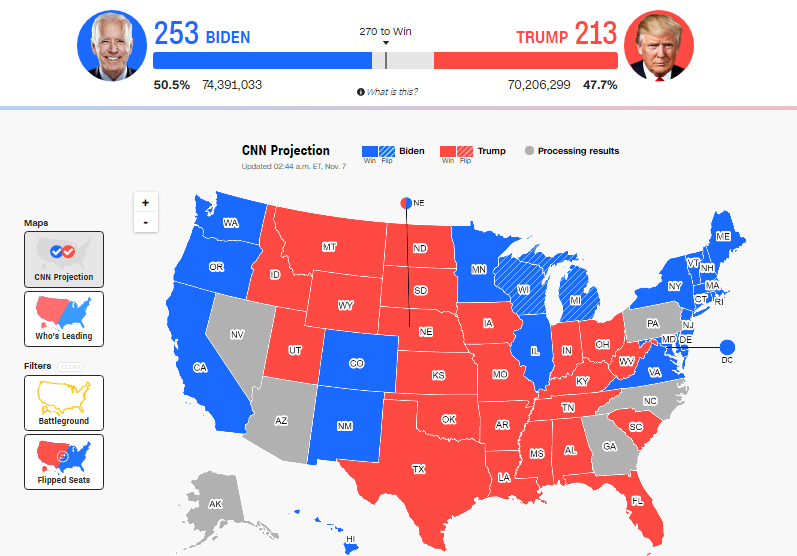 253 BIDEN
270 to Win
TRUMP 213
50.5% 74,391,033
What is this?
70,206,299 47.7%
CNN Projection
Updated 02:44 a.m. ET, Nov. 7
Biden
Win Flip
Trump
Win Flip
Processing results
+
-
Maps
CNN Projection
Who's Leading
Filters
CLEAR
Battleground
Flipped Seats
NE
WA
OR
CA
NV
ID
MT
WY
UT
CO
AZ
NM
ND
SD
NE
KS
OK
TX
MN
IA
MO
AR
LA
WI
IL
MI
IN
OH
KY
TN
MS
AL
GA
FL
SC
NC
VA
WV
PA
NY
VT
NH
ME
MA
CT
RI
NJ
MD
DE
DC
AK
HI